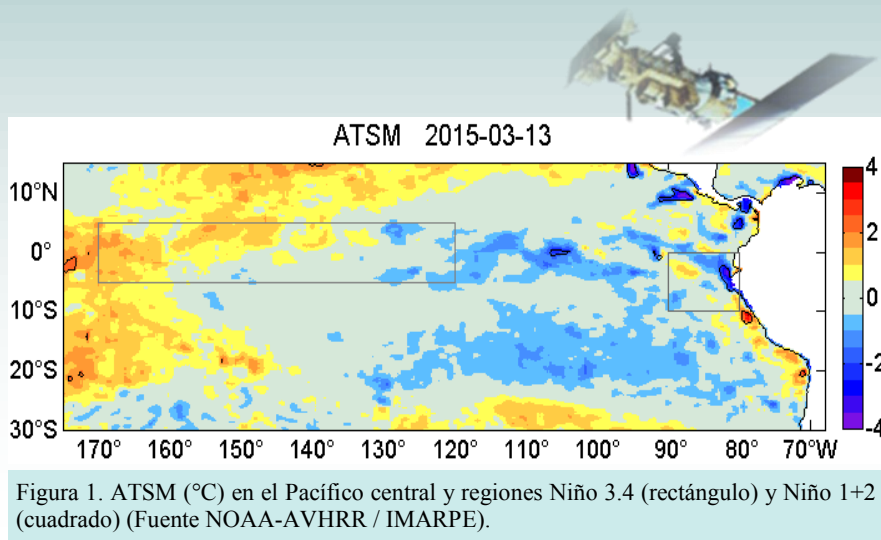 ATSM 2015-03-13
10°N
0°
10°S
20°S
30°S
170° 160° 150° 140° 130° 120° 110° 100° 90° 80° 70°W
4
2
0
-2
-4
Figura 1. ATSM (°C) en el Pacífico central y regiones Niño 3.4 (rectángulo) y Niño 1+2
(cuadrado) (Fuente NOAA-AVHRR / IMARPE).